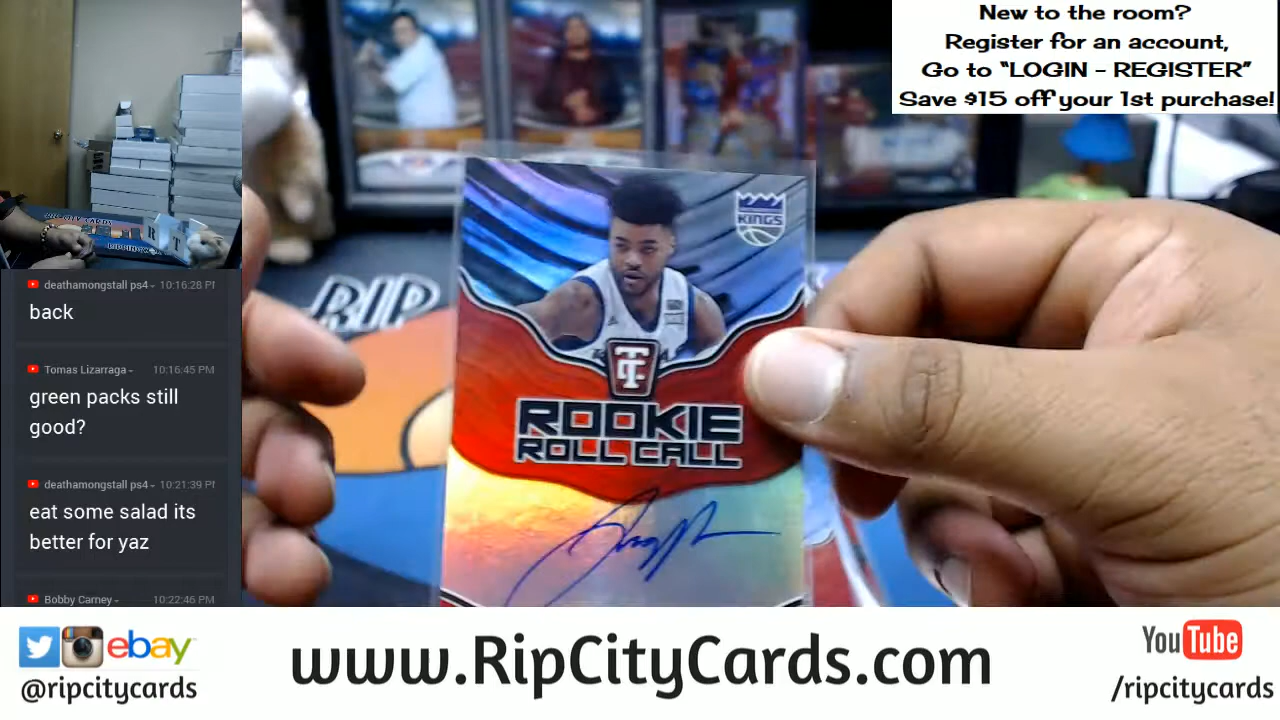 New to the room?
Register for an account,
Go to “LOGIN - REGISTER”
Save $15 off your 1st purchase!
deathamongstall ps4 - 10:16:28 PM
back
Tomas Lizarraga - 10:16:45 PM
green packs still
good?
deathamongstall ps4 - 10:21:39 PM
eat some salad its
better for yaz
Bobby Carney - 10:22:46 PM
KINGS
RIP
TC
ROOKIE
ROLL CALL
ebay
@ripcitycards
www.RipCityCards.com
YouTube
/ripcitycards